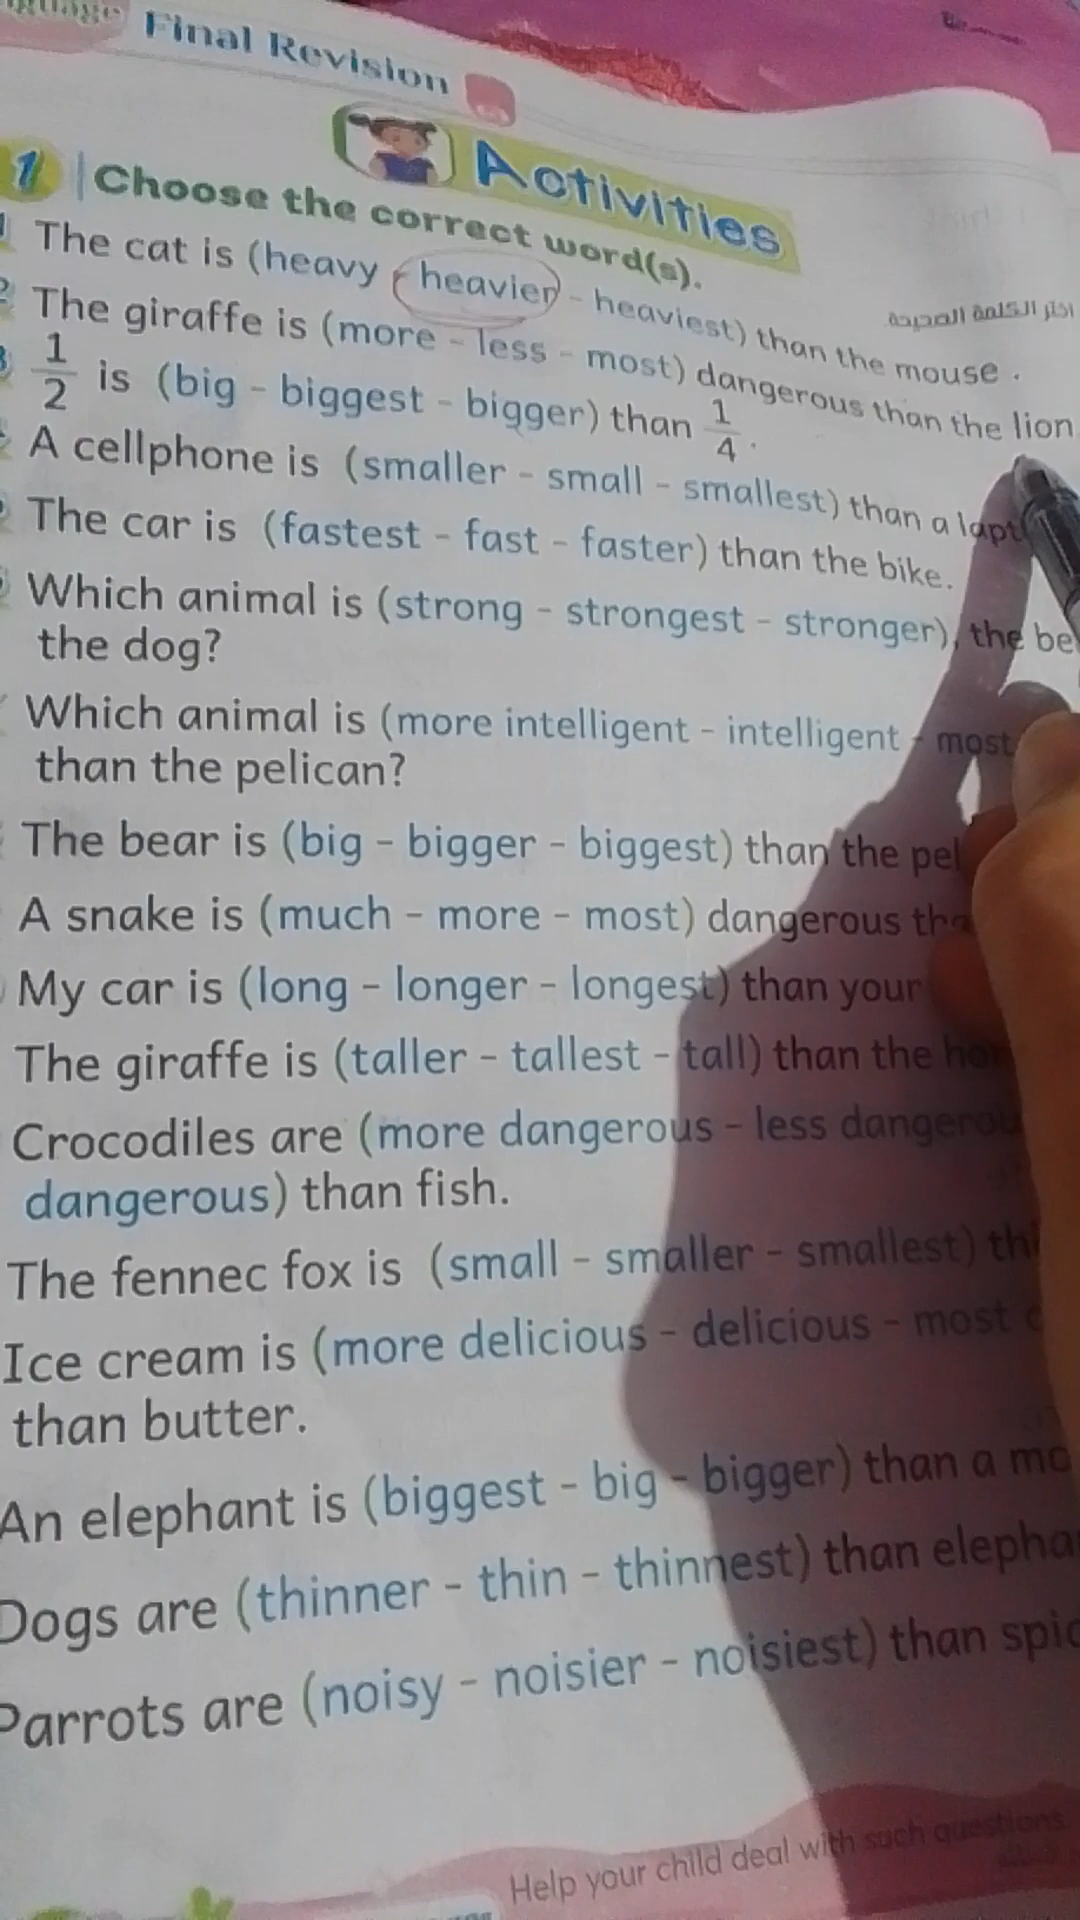 Final Revision
Activities
1 Choose the correct word(s).
اختر الكلمة الصحيحة
The cat is (heavy - heavier - heaviest) than the mouse .
2 The giraffe is (more - less - most) dangerous than the lion
3 1/2 is (big - biggest - bigger) than 1/4 .
A cellphone is (smaller - small - smallest) than a
The car is (fastest - fast - faster) than the bike.
Which animal is (strong - strongest - stronger), the
the dog?
Which animal is (more intelligent - intelligent - most
than the pelican?
The bear is (big - bigger - biggest) than the
A snake is (much - more - most) dangerous
My car is (long - longer - longest) than your
The giraffe is (taller - tallest - tall) than the
Crocodiles are (more dangerous - less
dangerous) than fish.
The fennec fox is (small - smaller - smallest)
Ice cream is (more delicious - delicious - most
than butter.
An elephant is (biggest - big - bigger) than a
Dogs are (thinner - thin - thinnest) than
Parrots are (noisy - noisier - noisiest) than
Help your child deal with such questions.